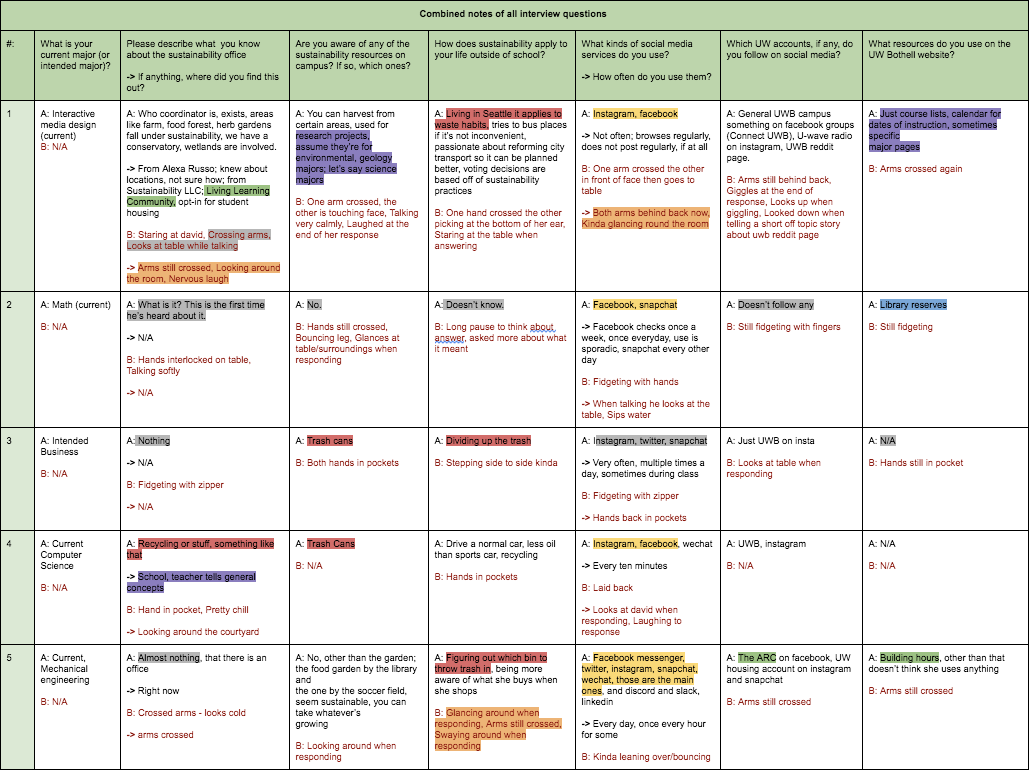 Combined notes of all interview questions
#:
What is your
current major (or
intended major)?
Please describe what you know
about the sustainability office
-> If anything, where did you find this
out?
Are you aware of any of the
sustainability resources on
campus? If so, which ones?
How does sustainability apply to
your life outside of school?
What kinds of social media
services do you use?
-> How often do you use them?
Which UW accounts, if any, do
you follow on social media?
What resources do you use on the
UW Bothell website?
1
A: Interactive
media design
(current)
B: N/A
A: Who coordinator is, exists, areas
like farm, food forest, herb gardens
fall under sustainability, we have a
conservatory, wetlands are involved.
-> From Alexa Russo; knew about
locations, not sure how; from
Sustainability LLC; Living Learning
Community, opt-in for student
housing
B: Staring at david, Crossing arms,
Looks at table while talking
-> Arms still crossed, Looking around
the room, Nervous laugh
A: You can harvest from
certain areas, used for
research projects,
assume they're for
environmental, geology
majors; let's say science
majors
B: One arm crossed, the
other is touching face, Talking
very calmly, Laughed at the
end of her response
A: Living in Seattle it applies to
waste habits, tries to bus places
if it's not inconvenient,
passionate about reforming city
transport so it can be planned
better, voting decisions are
based off of sustainability
practices
B: One hand crossed the other
picking at the bottom of her ear,
Staring at the table when
answering
A: Instagram, facebook
-> Not often; browses regularly,
does not post regularly, if at all
B: One arm crossed the other
in front of face then goes to
table
-> Both arms behind back now,
Kinda glancing round the room
A: General UWB campus
something on facebook groups
(Connect UWB), U-wave radio
on instagram, UWB reddit
page.
B: Arms still behind back,
Giggles at the end of
response, Looks up when
giggling, Looked down when
telling a short off topic story
about uwb reddit page
A: Just course lists, calendar for
dates of instruction, sometimes
specific
major pages
B: Arms crossed again
2
A: Math (current)
B: N/A
A: What is it? This is the first time
he's heard about it.
-> N/A
B: Hands interlocked on table,
Talking softly
-> N/A
A: No.
B: Hands still crossed,
Bouncing leg, Glances at
table/surroundings when
responding
A: Doesn't know.
B: Long pause to think about
answer, asked more about what
it meant
A: Facebook, snapchat
-> Facebook checks once a
week, once everyday, use is
sporadic, snapchat every other
day
B: Fidgeting with hands
-> When talking he looks at the
table, Sips water
A: Doesn't follow any
B: Still fidgeting with fingers
A: Library reserves
B: Still fidgeting
3
A: Intended
Business
B: N/A
A: Nothing
-> N/A
B: Fidgeting with zipper
-> N/A
A: Trash cans
B: Both hands in pockets
A: Dividing up the trash
B: Stepping side to side kinda
A: Instagram, twitter, snapchat
-> Very often, multiple times a
day, sometimes during class
B: Fidgeting with zipper
-> Hands back in pockets
A: Just UWB on insta
B: Looks at table when
responding
A: N/A
B: Hands still in pocket
4
A: Current
Computer
Science
B: N/A
A: Recycling or stuff, something like
that
-> School, teacher tells general
concepts
B: Hand in pocket, Pretty chill
-> Looking around the courtyard
A: Trash Cans
B: N/A
A: Drive a normal car, less oil
than sports car, recycling
B: Hands in pockets
A: Instagram, facebook, wechat
-> Every ten minutes
B: Laid back
-> Looks at david when
responding, Laughing to
response
A: UWB, instagram
B: N/A
A: N/A
B: N/A
5
A: Current,
Mechanical
engineering
B: N/A
A: Almost nothing, that there is an
office
-> Right now
B: Crossed arms - looks cold
-> arms crossed
A: No, other than the garden;
the food garden by the library
and
the one by the soccer field,
seem sustainable, you can
take whatever's
growing
B: Looking around when
responding
A: Figuring out which bin to
throw trash in, being more
aware of what she buys when
she shops
B: Glancing around when
responding, Arms still crossed,
Swaying around when
responding
A: Facebook messenger,
twitter, instagram, snapchat,
wechat, those are the main
ones, and discord and slack,
linkedin
-> Every day, once every hour
for some
B: Kinda leaning over/bouncing
A: The ARC on facebook, UW
housing account on instagram
and snapchat
B: Arms still crossed
A: Building hours, other than that
doesn't think she uses anything
B: Arms still crossed